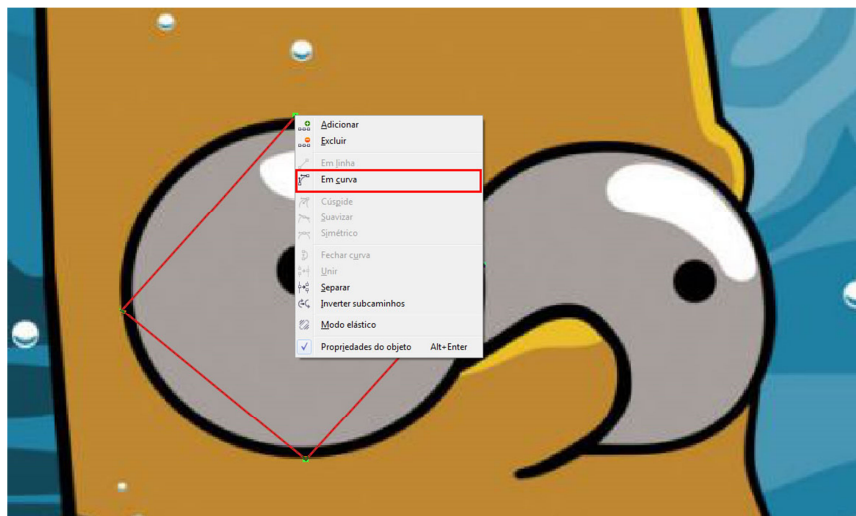 Adicionar
Excluir
Em linha
Em curva
Cúspide
Suavizar
Simétrico
Fechar curva
Unir
Separar
Inverter subcaminhos
Modo elástico
Propriedades do objeto Alt+Enter